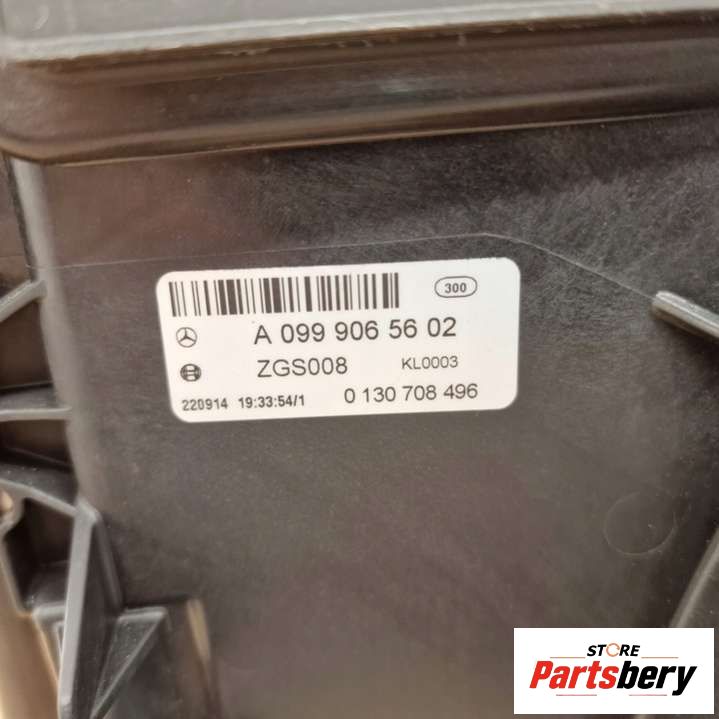 300
A 099 906 56 02
ZGS008 KL0003
220914 19:33:54/1 0 130 708 496
STORE
Partsbery